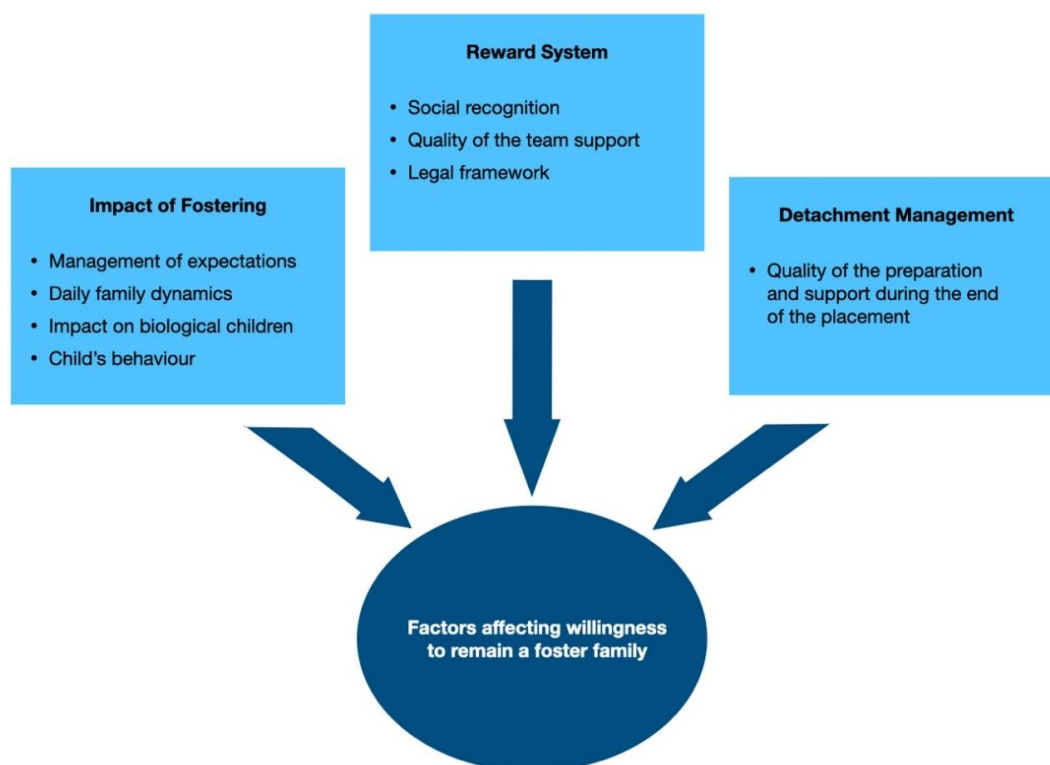 Reward System
• Social recognition
• Quality of the team support
• Legal framework
Impact of Fostering
• Management of expectations
• Daily family dynamics
• Impact on biological children
• Child's behaviour
Detachment Management
• Quality of the preparation
and support during the end
of the placement
Factors affecting willingness
to remain a foster family